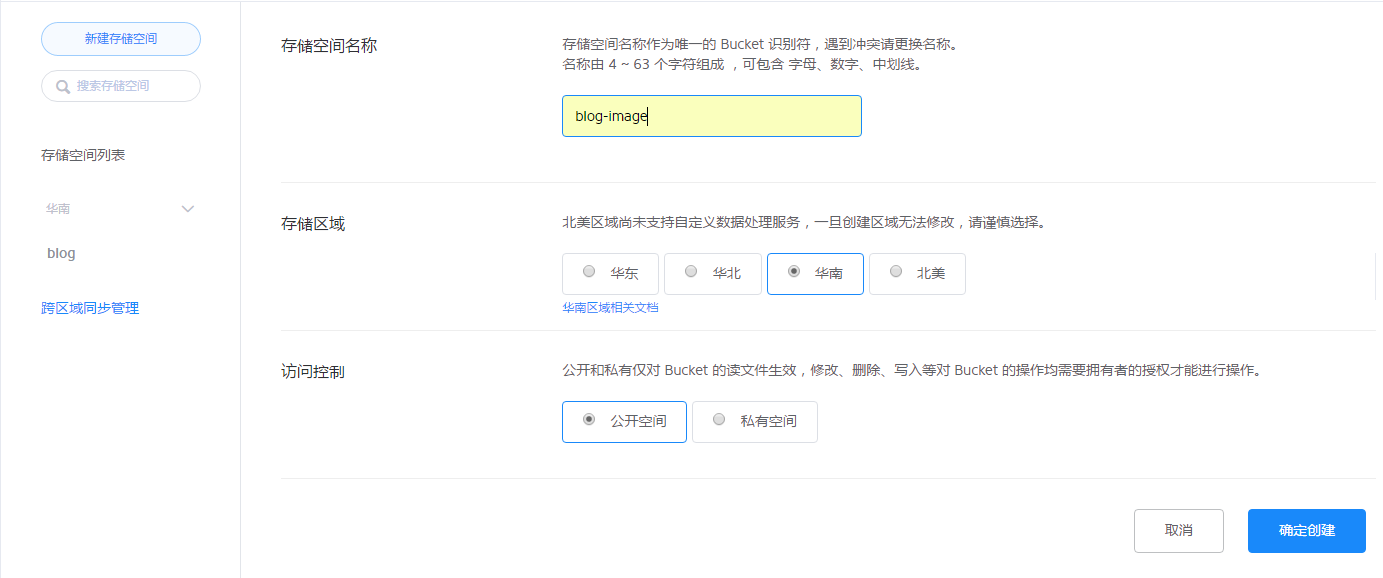 新建存储空间
搜索存储空间
存储空间列表
华南
blog
跨区域同步管理
存储空间名称
存储空间名称作为唯一的 Bucket 识别符，遇到冲突请更换名称。
名称由 4 ~ 63 个字符组成 ，可包含 字母、数字、中划线。
blog-image
存储区域
北美区域尚未支持自定义数据处理服务，一旦创建区域无法修改，请谨慎选择。
华东 华北 华南 北美
华南区域相关文档
访问控制
公开和私有仅对 Bucket 的读文件生效，修改、删除、写入等对 Bucket 的操作均需要拥有者的授权才能进行操作。
公开空间 私有空间
取消 确定创建